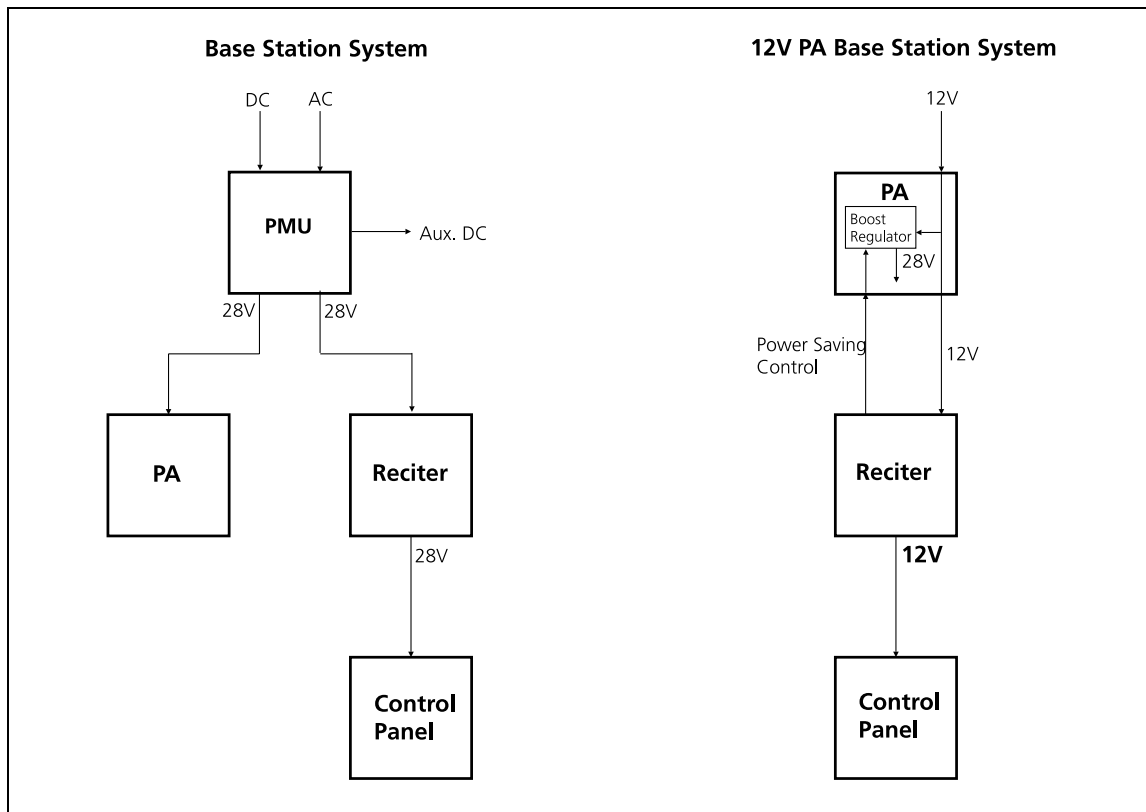 Base Station System
DC
AC
PMU
Aux. DC
28V
28V
PA
Reciter
28V
Control
Panel
12V PA Base Station System
12V
PA
Boost
Regulator
28V
Power Saving
Control
12V
Reciter
12V
Control
Panel